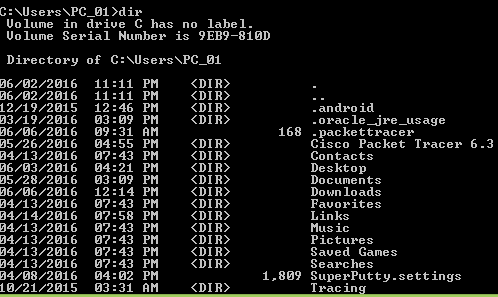 C:\Users\PC_01>dir
Volume in drive C has no label.
Volume Serial Number is 9EB9-810D
Directory of C:\Users\PC_01
06/02/2016 11:11 PM <DIR> .
06/02/2016 11:11 PM <DIR> ..
12/19/2015 12:46 PM <DIR> .android
03/19/2016 03:09 PM <DIR> .oracle_jre_usage
06/06/2016 09:31 AM 168 .packettracer
05/26/2016 04:55 PM <DIR> Cisco Packet Tracer 6.3
04/13/2016 07:43 PM <DIR> Contacts
06/03/2016 04:21 PM <DIR> Desktop
05/28/2016 03:09 PM <DIR> Documents
06/06/2016 12:14 PM <DIR> Downloads
04/13/2016 07:43 PM <DIR> Favorites
04/14/2016 07:58 PM <DIR> Links
04/13/2016 07:43 PM <DIR> Music
04/13/2016 07:43 PM <DIR> Pictures
04/13/2016 07:43 PM <DIR> Saved Games
04/13/2016 07:43 PM <DIR> Searches
04/08/2016 04:02 PM 1,809 SuperPutty.settings
10/21/2015 03:31 AM <DIR> Tracing